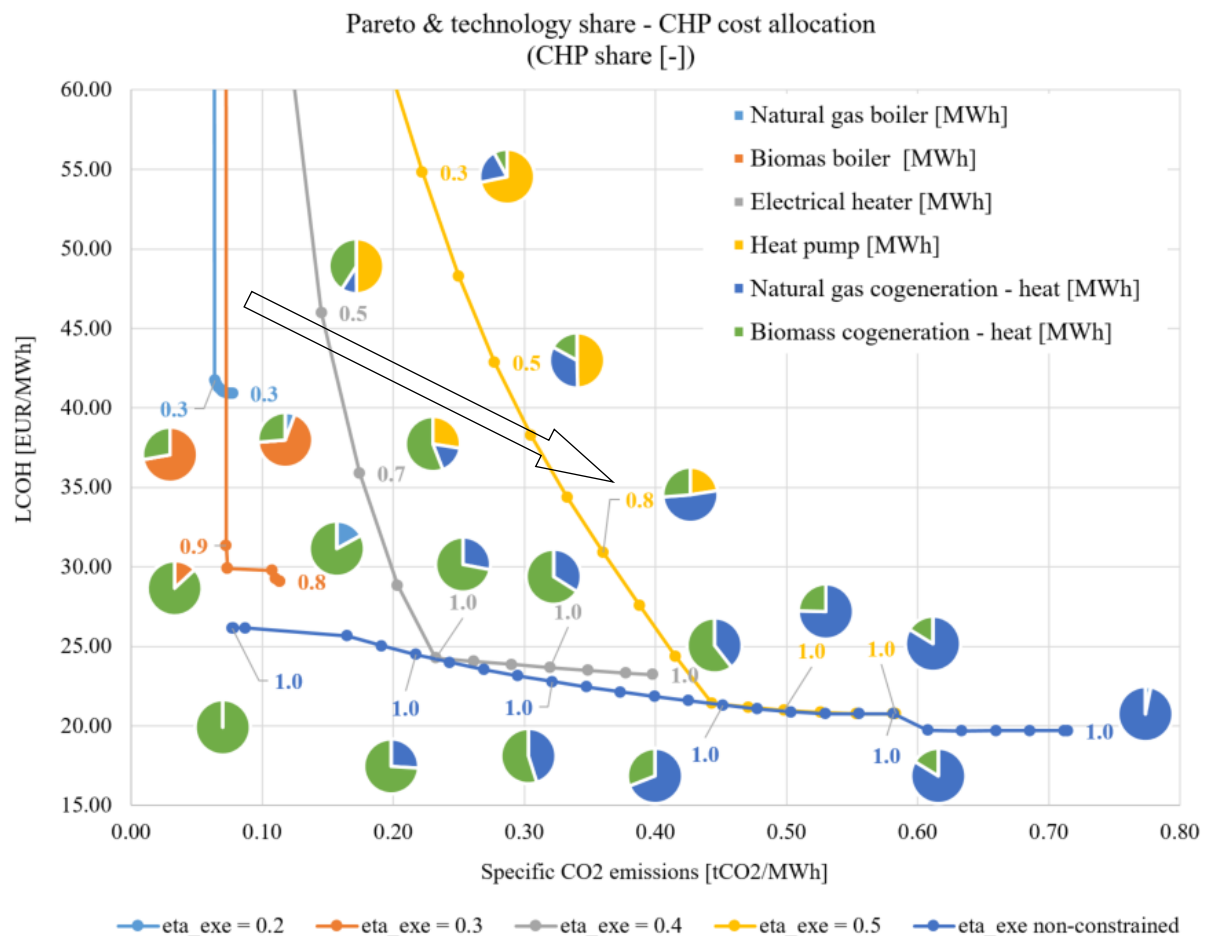 Pareto & technology share - CHP cost allocation
(CHP share [-])
60.00
55.00
50.00
45.00
40.00
35.00
30.00
25.00
20.00
15.00
LCOH [EUR/MWh]
Natural gas boiler [MWh]
Biomas boiler [MWh]
Electrical heater [MWh]
Heat pump [MWh]
Natural gas cogeneration - heat [MWh]
Biomass cogeneration - heat [MWh]
0.3
0.5
0.5
0.3
0.3
0.7
0.8
0.9
0.8
1.0
1.0
1.0
1.0
1.0
1.0
1.0
1.0
1.0
1.0
1.0
0.00 0.10 0.20 0.30 0.40 0.50 0.60 0.70 0.80
Specific CO2 emissions [tCO2/MWh]
eta_exe = 0.2 eta_exe = 0.3 eta_exe = 0.4 eta_exe = 0.5 eta_exe non-constrained